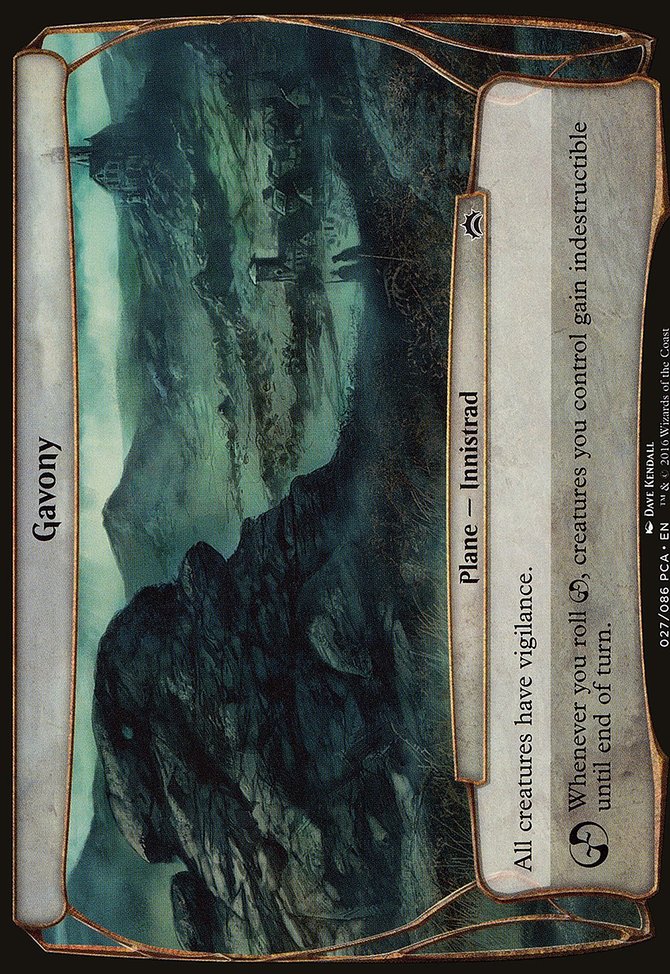 Gavony
Plane — Innistrad
All creatures have vigilance.
Whenever you roll , creatures you control gain indestructible
until end of turn.
Dave Kendall
™ & © 2016 Wizards of the Coast
027/086 PCA • EN